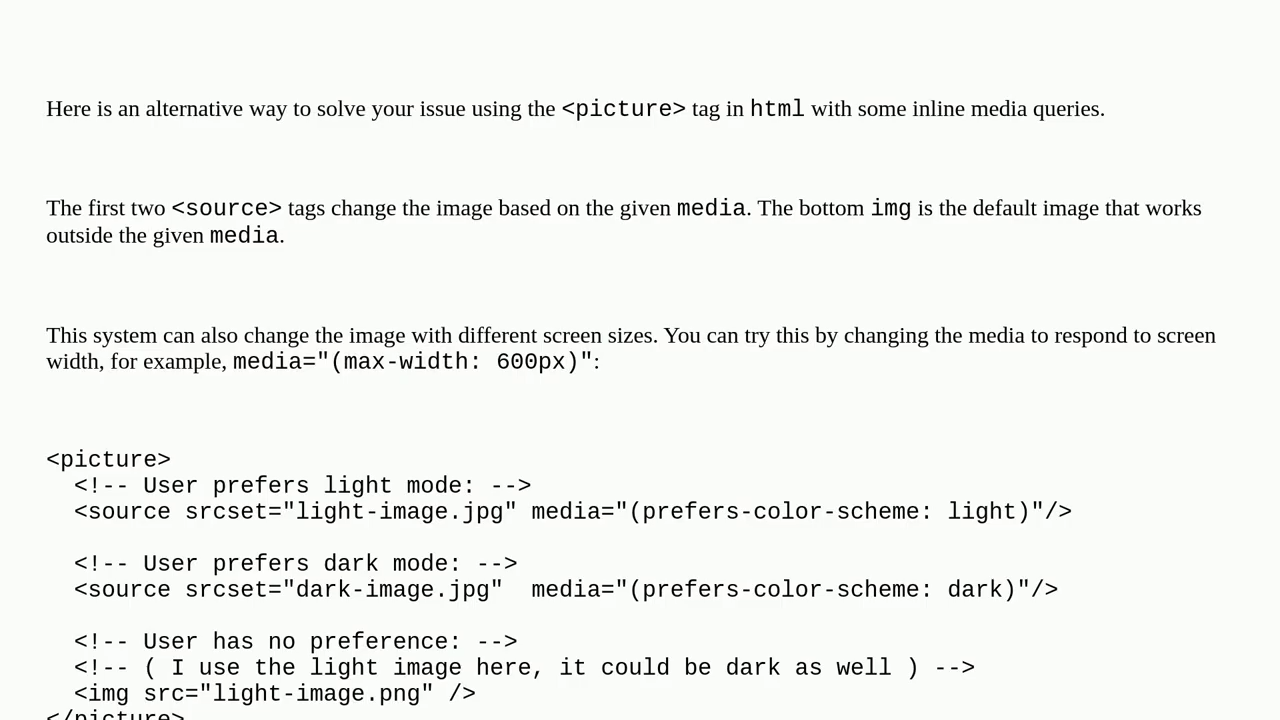 Here is an alternative way to solve your issue using the <picture> tag in html with some inline media queries.
The first two <source> tags change the image based on the given media. The bottom img is the default image that works
outside the given media.
This system can also change the image with different screen sizes. You can try this by changing the media to respond to screen
width, for example, media="(max-width: 600px)":
<picture>
  <!-- User prefers light mode: -->
  <source srcset="light-image.jpg" media="(prefers-color-scheme: light)"/>
  <!-- User prefers dark mode: -->
  <source srcset="dark-image.jpg"  media="(prefers-color-scheme: dark)"/>
  <!-- User has no preference: -->
  <!-- ( I use the light image here, it could be dark as well ) -->
  <img src="light-image.png" />
</picture>